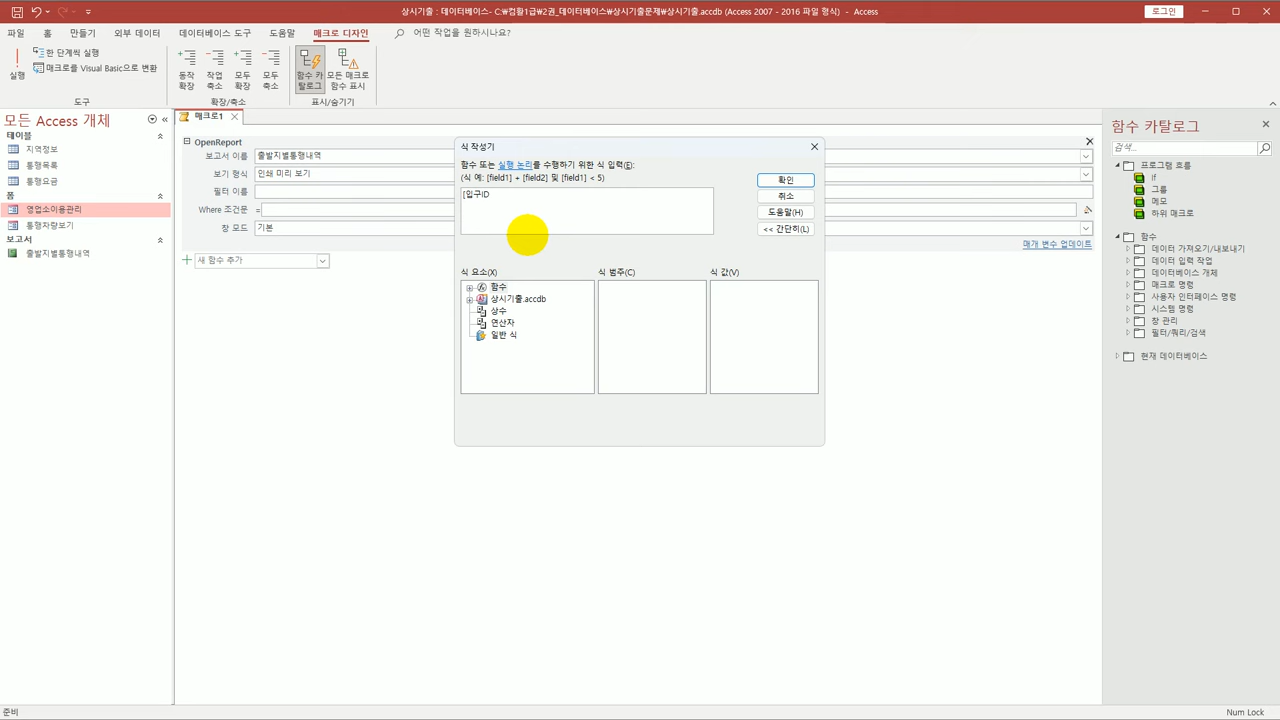 상시기출 : 데이터베이스- C:₩컴활1급₩2권_데이터베이스₩상시기출문제₩상시기출.accdb (Access 2007 - 2016 파일 형식) - Access
로그인
파일 홈 만들기 외부 데이터 데이터베이스 도구 도움말 매크로 디자인 어떤 작업을 원하시나요?
실행
한 단계씩 실행
매크로를 Visual Basic으로 변환
도구
동작 확장
작업 축소
모두 확장
모두 축소
확장/축소
함수 카탈로그
모든 매크로 함수 표시
표시/숨기기
모든 Access 개체
테이블
지역정보
통행목록
통행요금
폼
영업소이용관리
통행차량보기
보고서
출발지별통행내역
매크로1
OpenReport
보고서 이름 출발지별통행내역
보기 형식 인쇄 미리 보기
필터 이름
Where 조건문 =
창 모드 기본
매개 변수 업데이트
새 함수 추가
식 작성기
함수 또는 실행 논리를 수행하기 위한 식 입력(E):
(식 예: [field1] + [field2] 및 [field1] < 5)
[입구ID
확인
취소
도움말(H)
<< 간단히(L)
식 요소(X) 식 범주(C) 식 값(V)
함수
상시기출.accdb
상수
연산자
일반 식
함수 카탈로그
검색...
프로그램 흐름
If
그룹
메모
하위 매크로
함수
데이터 가져오기/내보내기
데이터 입력 작업
데이터베이스 개체
매크로 명령
사용자 인터페이스 명령
시스템 명령
창 관리
필터/쿼리/검색
현재 데이터베이스
준비
Num Lock